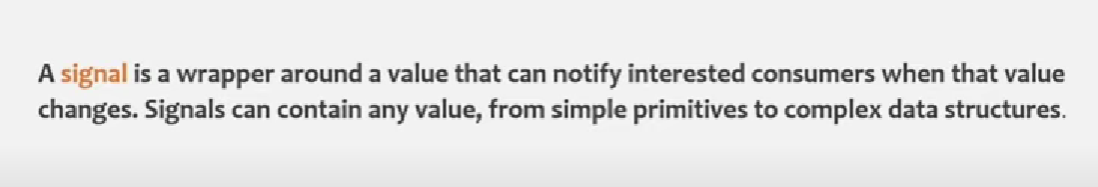 A signal is a wrapper around a value that can notify interested consumers when that value
changes. Signals can contain any value, from simple primitives to complex data structures.